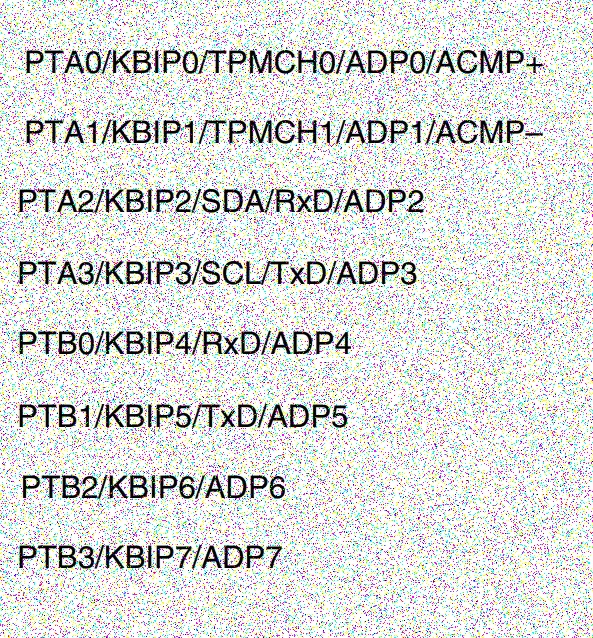 PTA0/KBIP0/TPMCH0/ADP0/ACMP+
PTA1/KBIP1/TPMCH1/ADP1/ACMP–
PTA2/KBIP2/SDA/RxD/ADP2
PTA3/KBIP3/SCL/TxD/ADP3
PTB0/KBIP4/RxD/ADP4
PTB1/KBIP5/TxD/ADP5
PTB2/KBIP6/ADP6
PTB3/KBIP7/ADP7